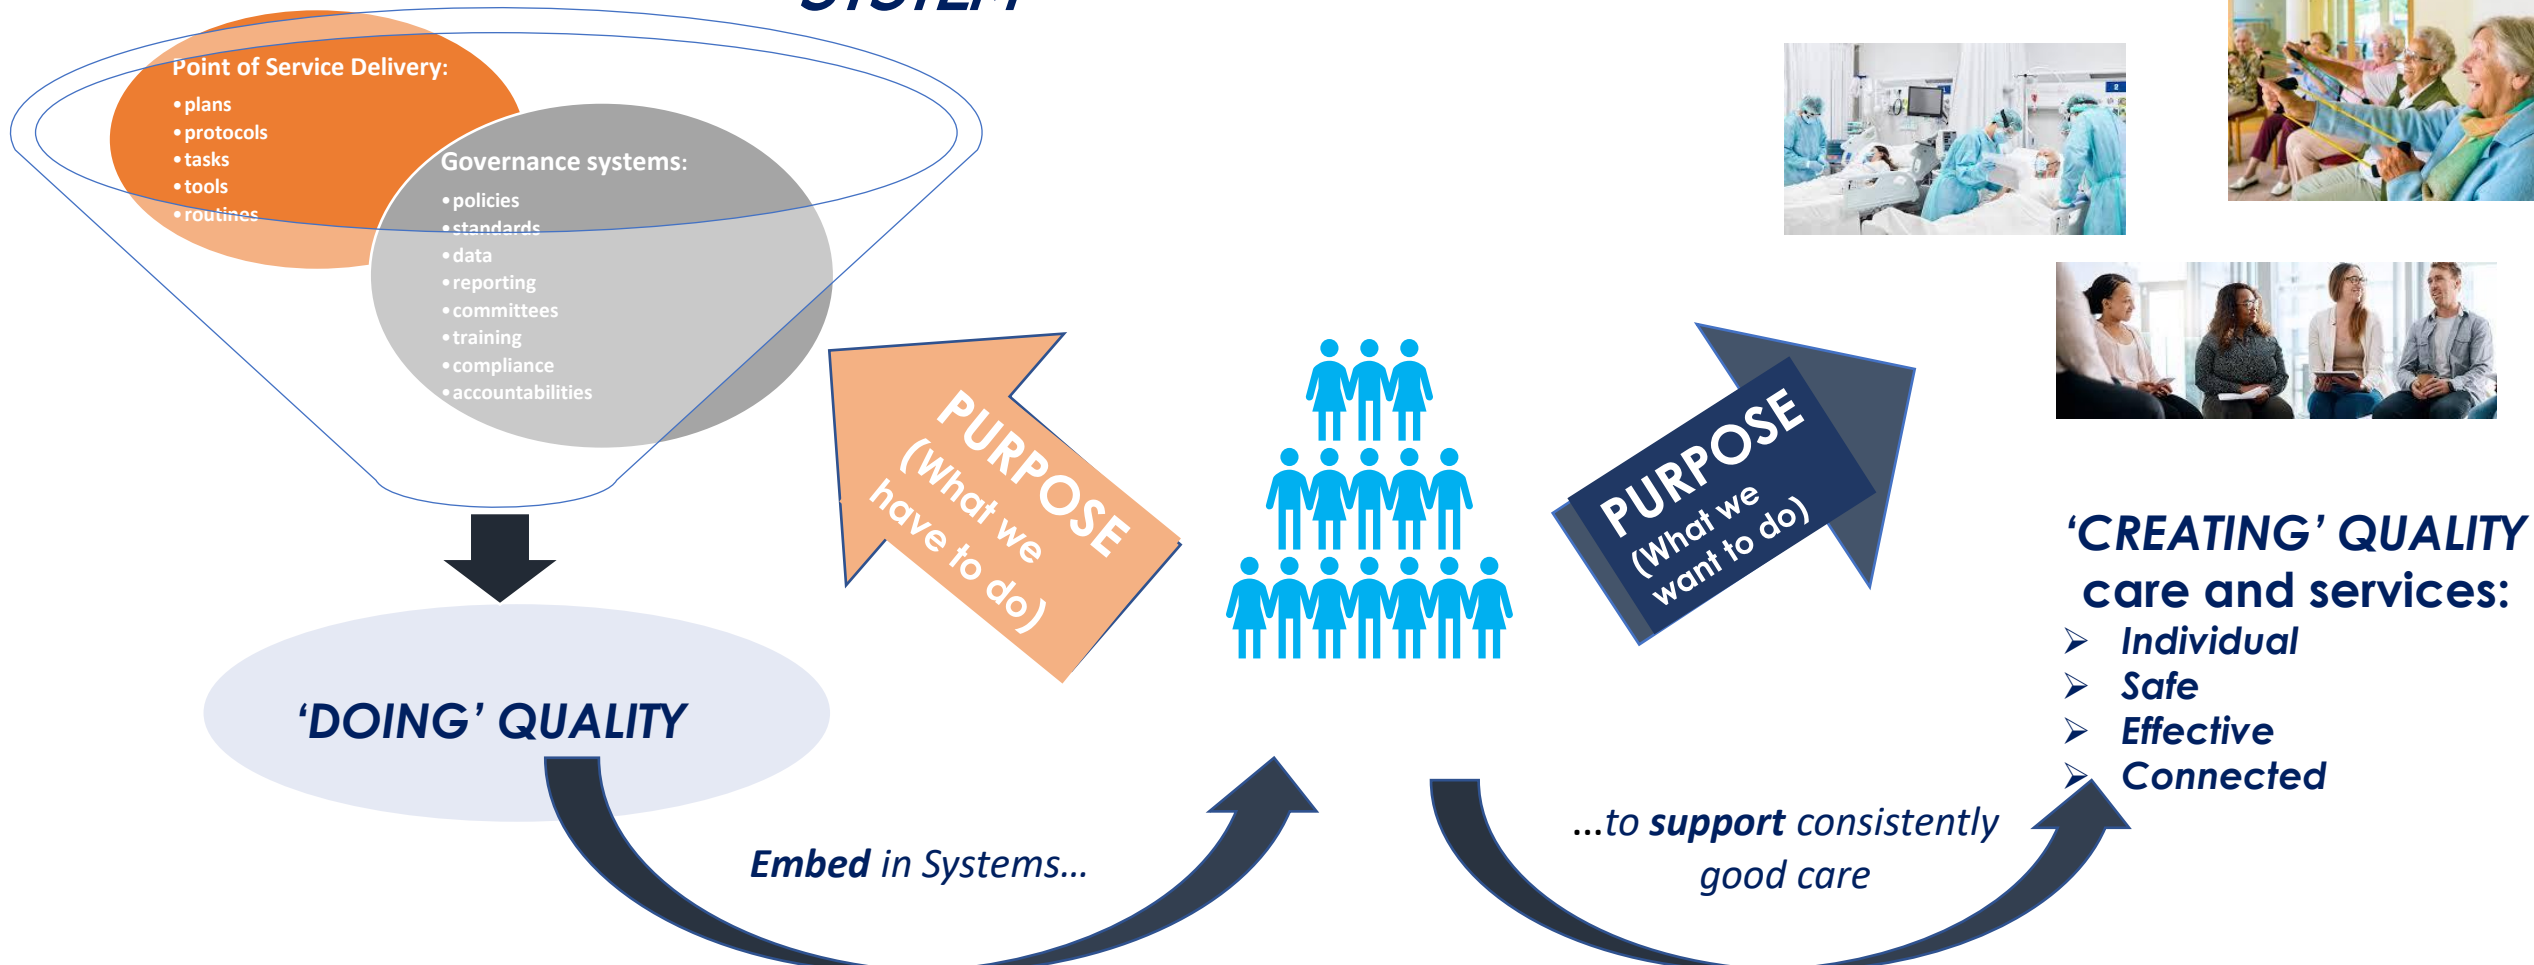 SYSTEM
Point of Service Delivery:
•plans
•protocols
•tasks
•tools
•routines
Governance systems:
•policies
•standards
•data
•reporting
•committees
•training
•compliance
•accountabilities
PURPOSE
(What we
have to do)
PURPOSE
(What we
want to do)
‘CREATING’ QUALITY
care and services:
➢ Individual
➢ Safe
➢ Effective
➢ Connected
‘DOING’ QUALITY
Embed in Systems...
...to support consistently
good care